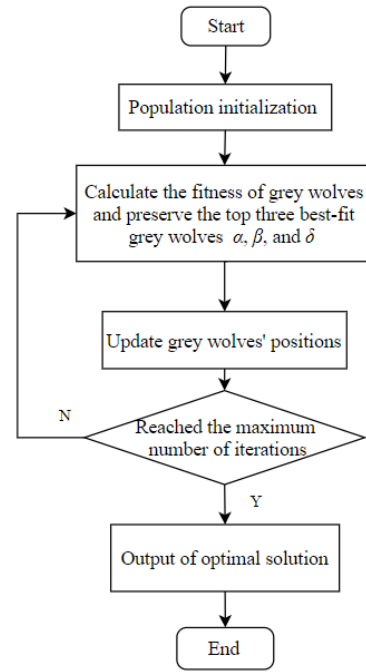 Start
Population initialization
Calculate the fitness of grey wolves
and preserve the top three best-fit
grey wolves α, β, and δ
Update grey wolves' positions
Reached the maximum
number of iterations
N
Y
Output of optimal solution
End